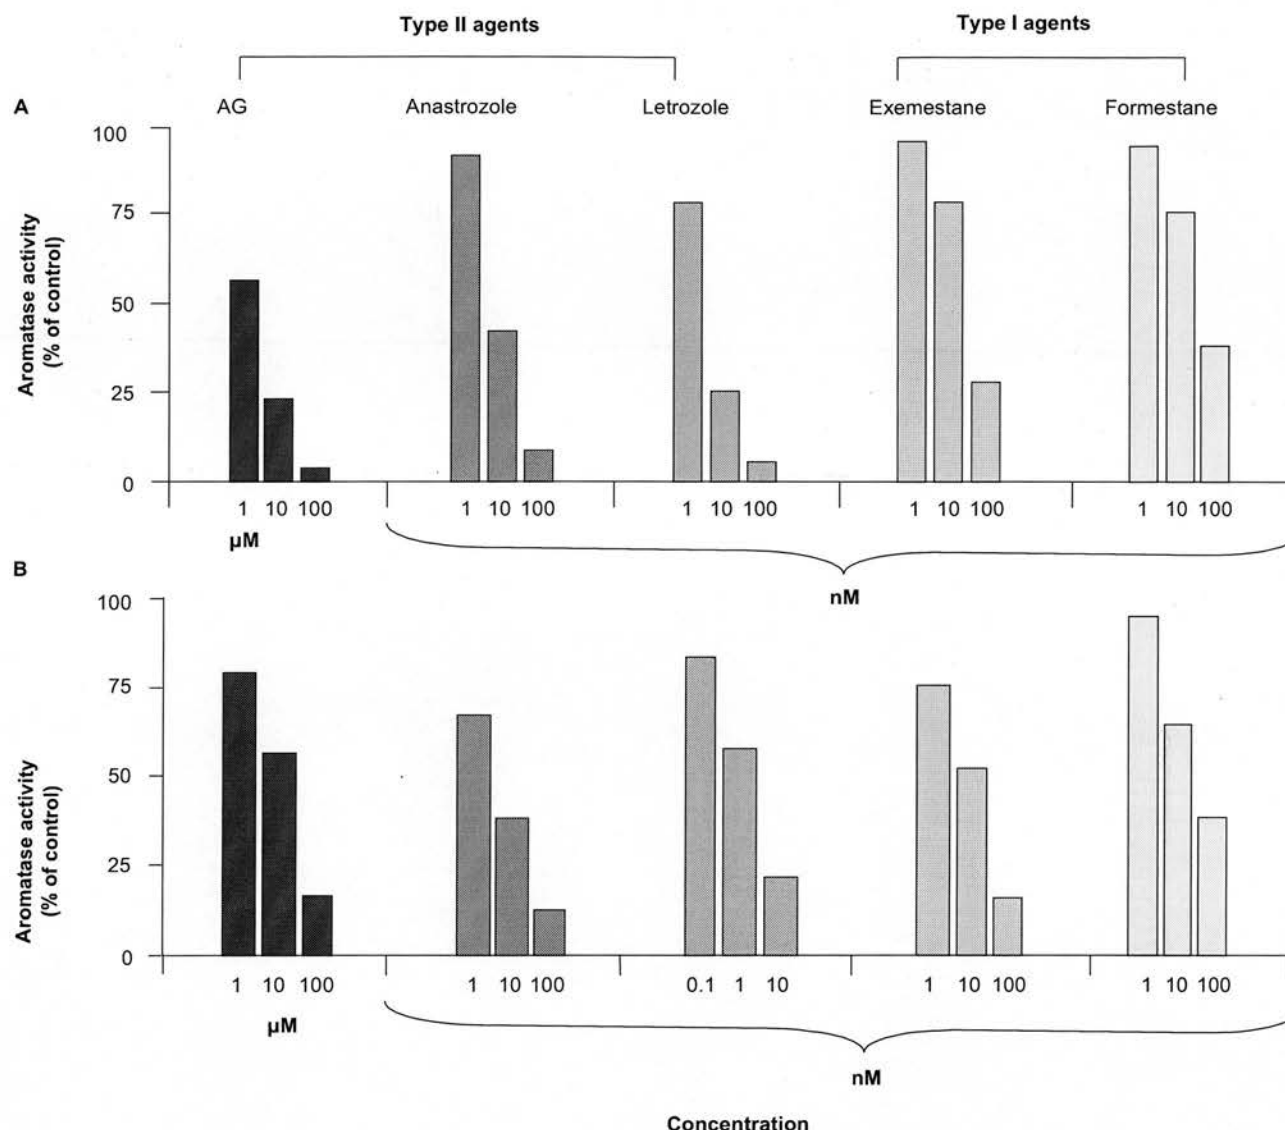 Type II agents
Type I agents
A
AG
Anastrozole
Letrozole
Exemestane
Formestane
Aromatase activity
(% of control)
100
75
50
25
0
1 10 100
1 10 100
1 10 100
1 10 100
1 10 100
µM
nM
B
Aromatase activity
(% of control)
100
75
50
25
0
1 10 100
1 10 100
0.1 1 10
1 10 100
1 10 100
µM
nM
Concentration